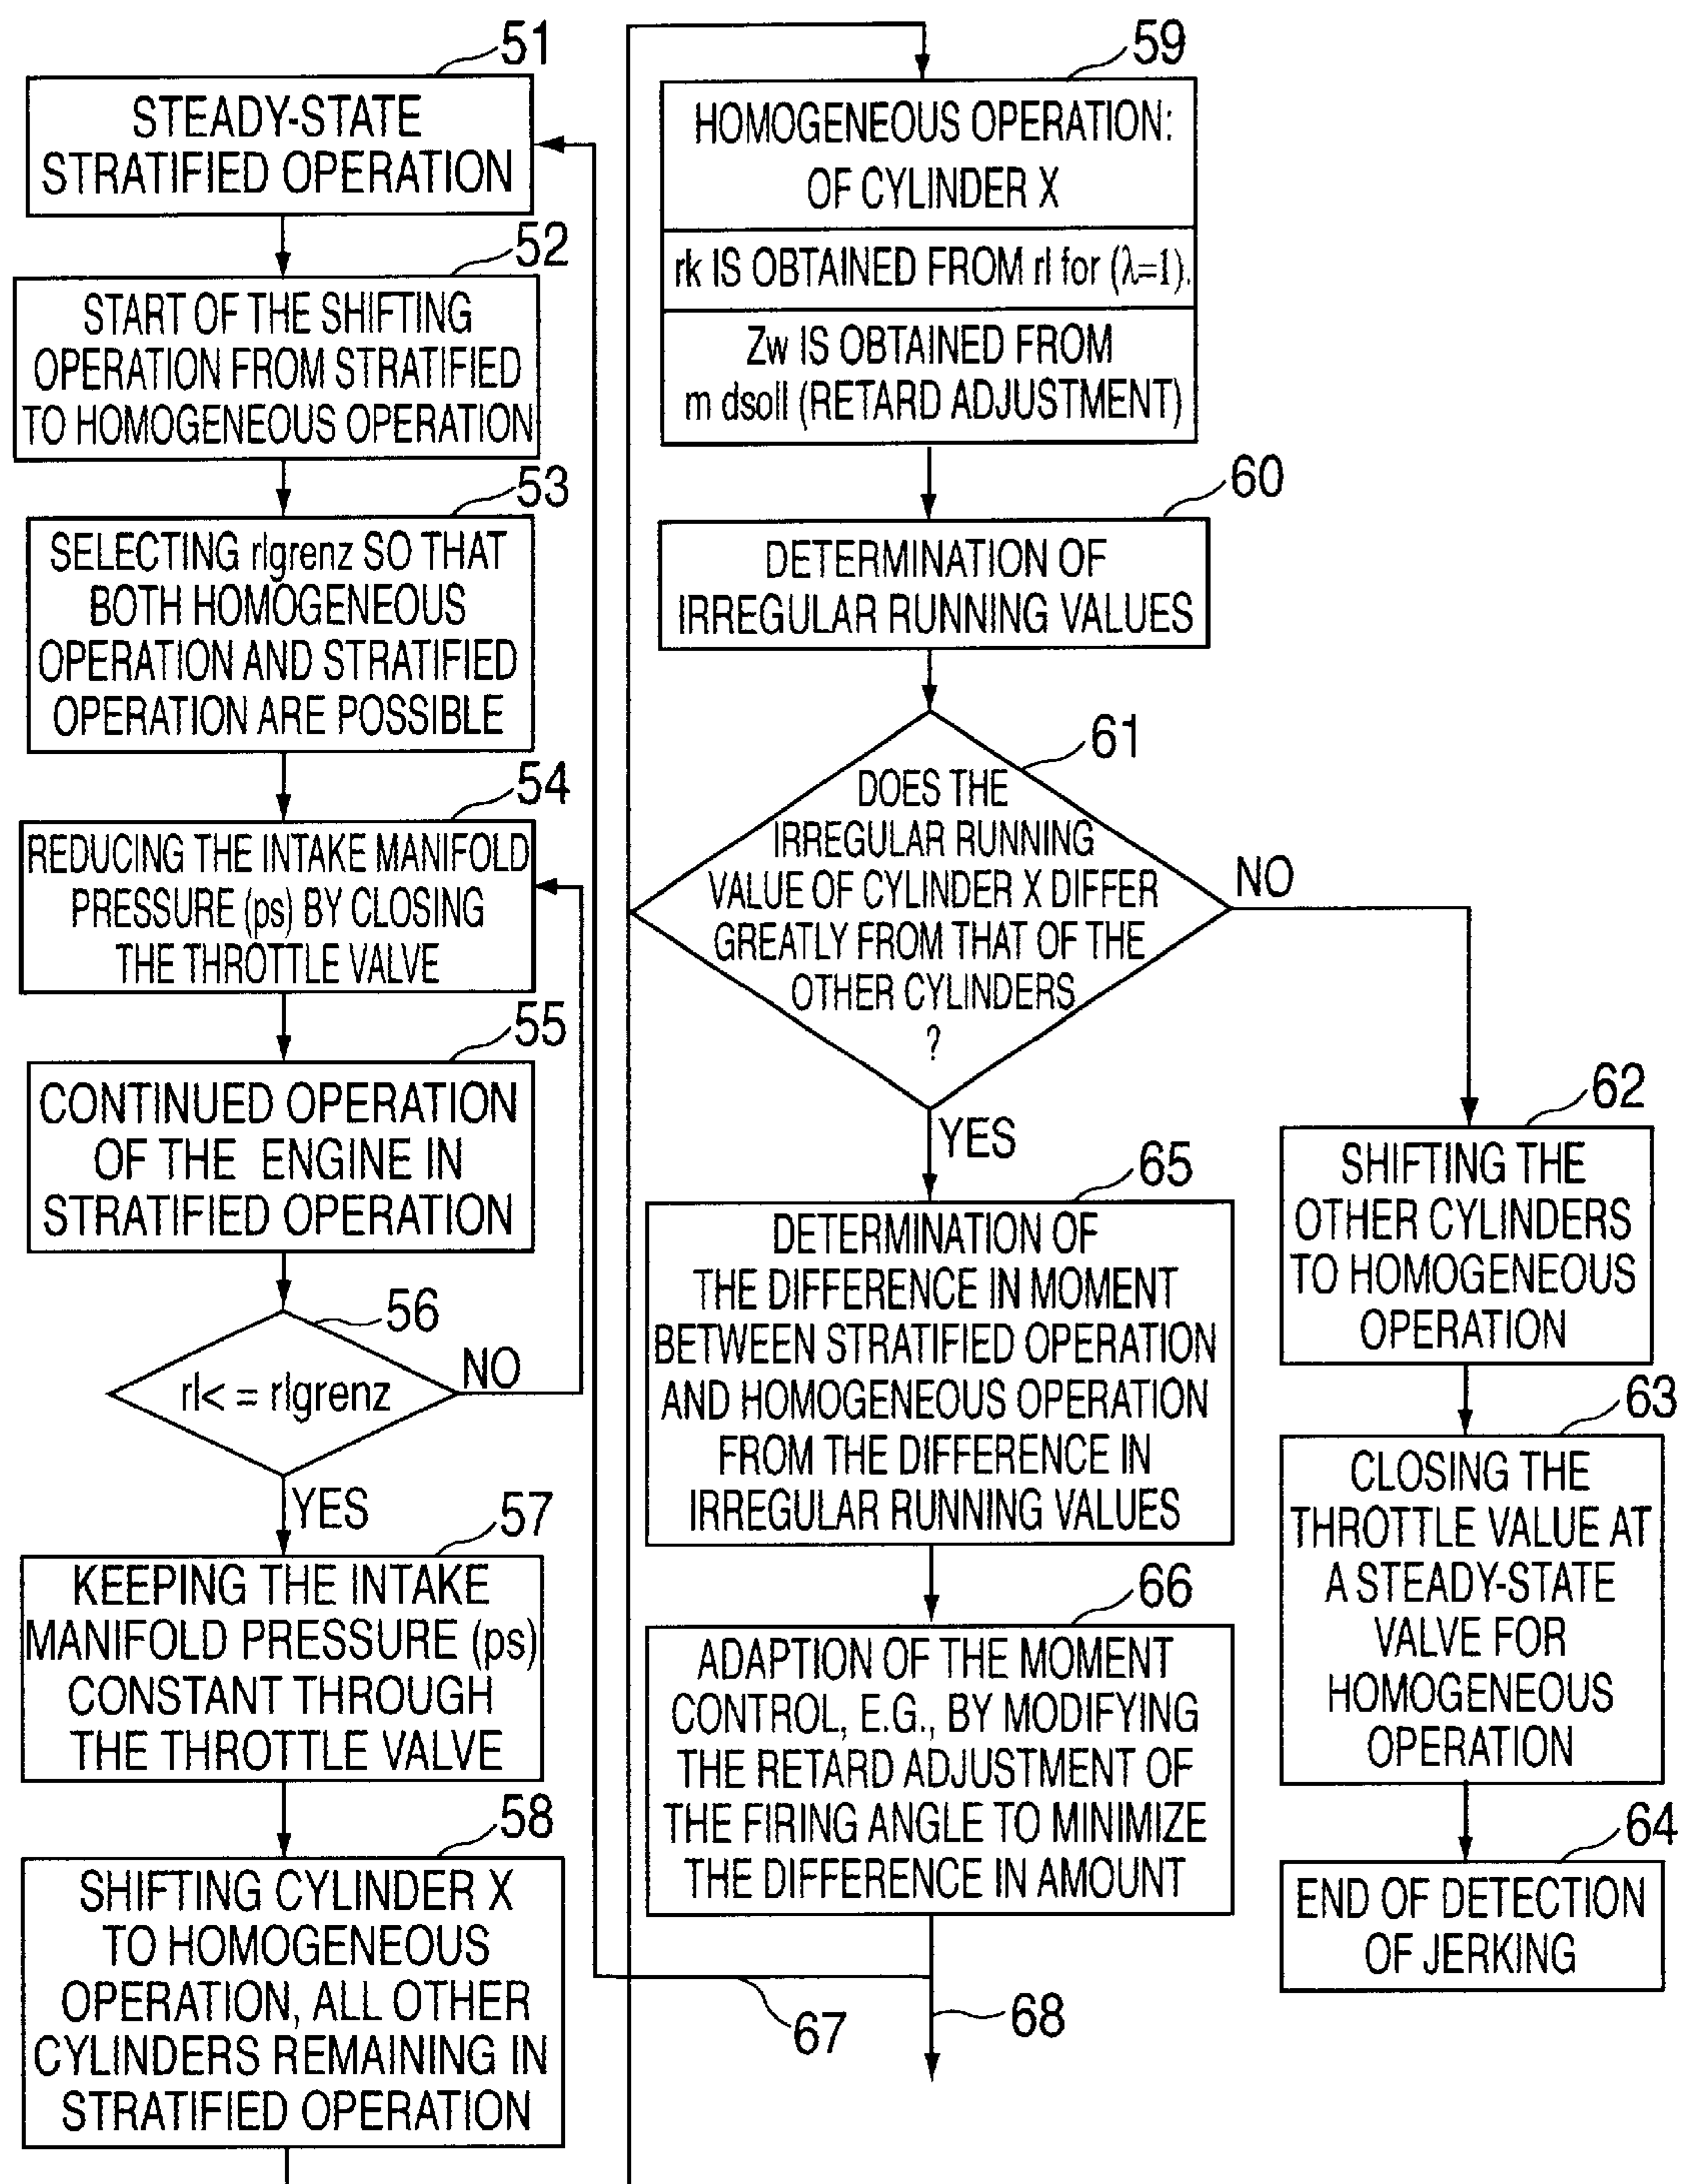 51
STEADY-STATE
STRATIFIED OPERATION
52
START OF THE SHIFTING
OPERATION FROM STRATIFIED
TO HOMOGENEOUS OPERATION
53
SELECTING rlgrenz SO THAT
BOTH HOMOGENEOUS
OPERATION AND STRATIFIED
OPERATION ARE POSSIBLE
54
REDUCING THE INTAKE MANIFOLD
PRESSURE (ps) BY CLOSING
THE THROTTLE VALVE
55
CONTINUED OPERATION
OF THE ENGINE IN
STRATIFIED OPERATION
56
rl< = rlgrenz
NO
YES
57
KEEPING THE INTAKE
MANIFOLD PRESSURE (ps)
CONSTANT THROUGH
THE THROTTLE VALVE
58
SHIFTING CYLINDER X
TO HOMOGENEOUS
OPERATION, ALL OTHER
CYLINDERS REMAINING IN
STRATIFIED OPERATION
59
HOMOGENEOUS OPERATION:
OF CYLINDER X
rk IS OBTAINED FROM rl for (λ=1).
Zw IS OBTAINED FROM
m dsoll (RETARD ADJUSTMENT)
60
DETERMINATION OF
IRREGULAR RUNNING VALUES
61
DOES THE
IRREGULAR RUNNING
VALUE OF CYLINDER X DIFFER
GREATLY FROM THAT OF THE
OTHER CYLINDERS
?
NO
YES
62
SHIFTING THE
OTHER CYLINDERS
TO HOMOGENEOUS
OPERATION
63
CLOSING THE
THROTTLE VALUE AT
A STEADY-STATE
VALVE FOR
HOMOGENEOUS
OPERATION
64
END OF DETECTION
OF JERKING
65
DETERMINATION OF
THE DIFFERENCE IN MOMENT
BETWEEN STRATIFIED OPERATION
AND HOMOGENEOUS OPERATION
FROM THE DIFFERENCE IN
IRREGULAR RUNNING VALUES
66
ADAPTION OF THE MOMENT
CONTROL, E.G., BY MODIFYING
THE RETARD ADJUSTMENT OF
THE FIRING ANGLE TO MINIMIZE
THE DIFFERENCE IN AMOUNT
67
68